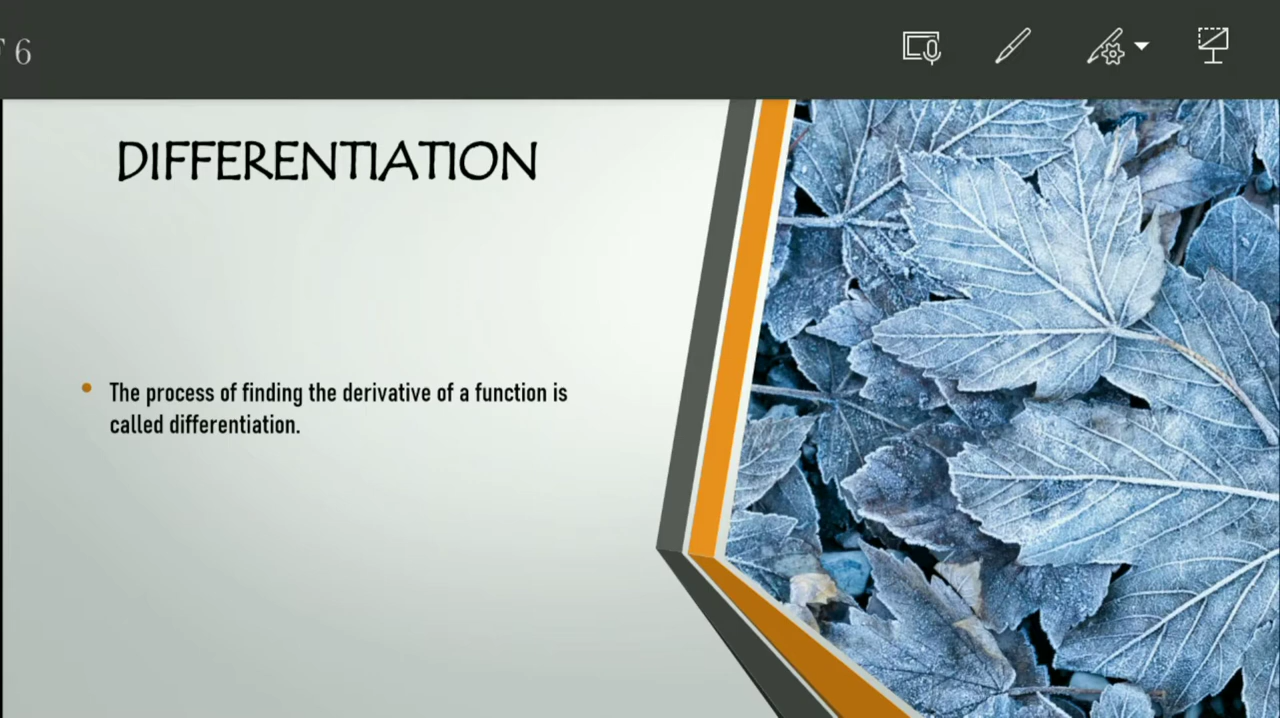 6
DIFFERENTIATION
• The process of finding the derivative of a function is
called differentiation.